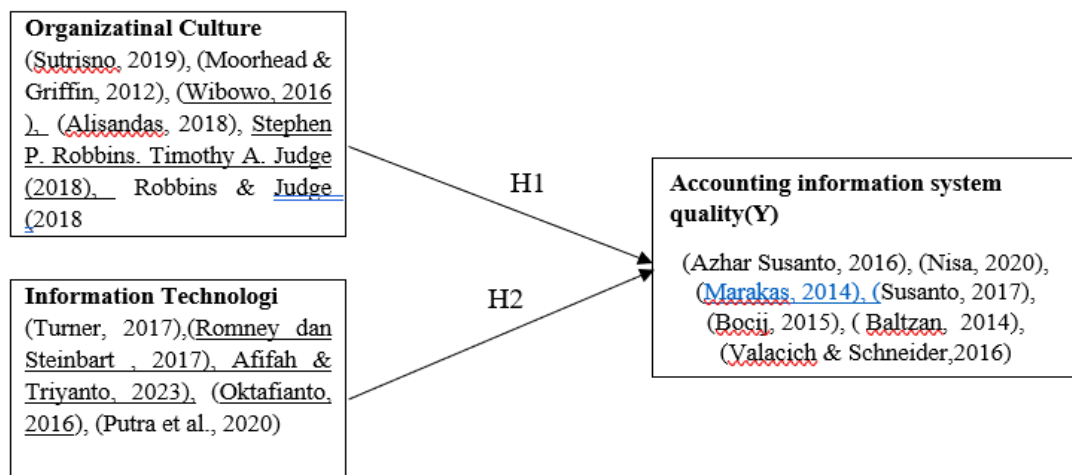 Organizatinal Culture
(Sutrisno, 2019), (Moorhead &
Griffin, 2012), (Wibowo, 2016
), (Alisandas, 2018), Stephen
P. Robbins. Timothy A. Judge
(2018), Robbins & Judge
(2018
H1
Accounting information system
quality(Y)
(Azhar Susanto, 2016), (Nisa, 2020),
(Marakas, 2014), (Susanto, 2017),
(Bocij, 2015), ( Baltzan, 2014),
(Valacich & Schneider,2016)
Information Technologi
(Turner, 2017),(Romney dan
Steinbart , 2017), Afifah &
Triyanto, 2023), (Oktafianto,
2016), (Putra et al., 2020)
H2